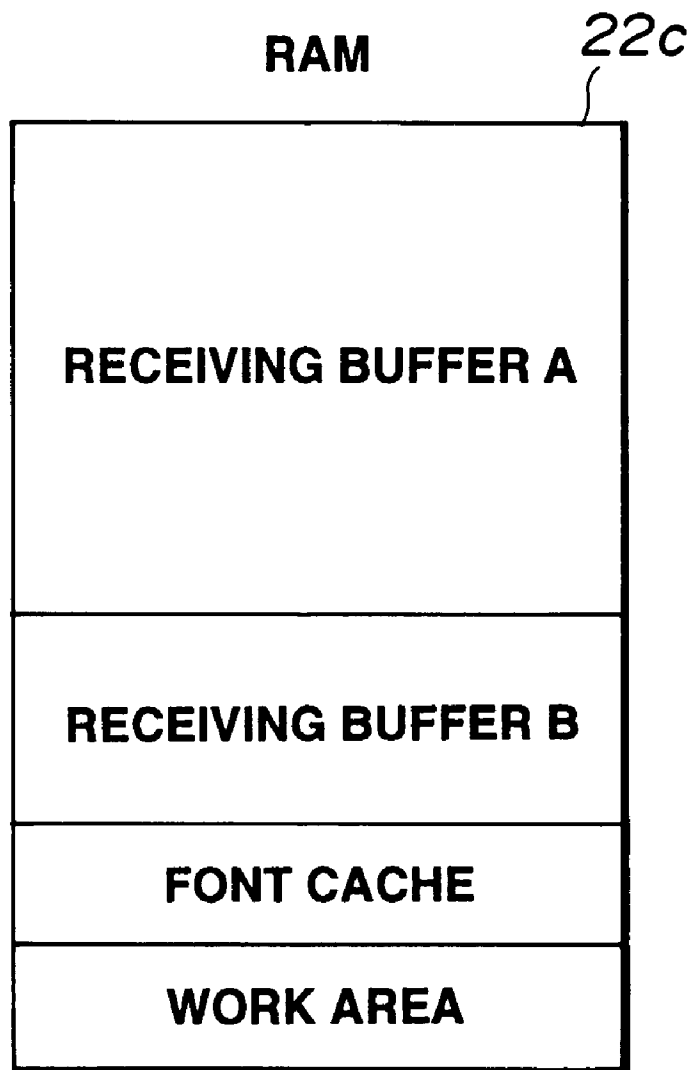 RAM
22c
RECEIVING BUFFER A
RECEIVING BUFFER B
FONT CACHE
WORK AREA